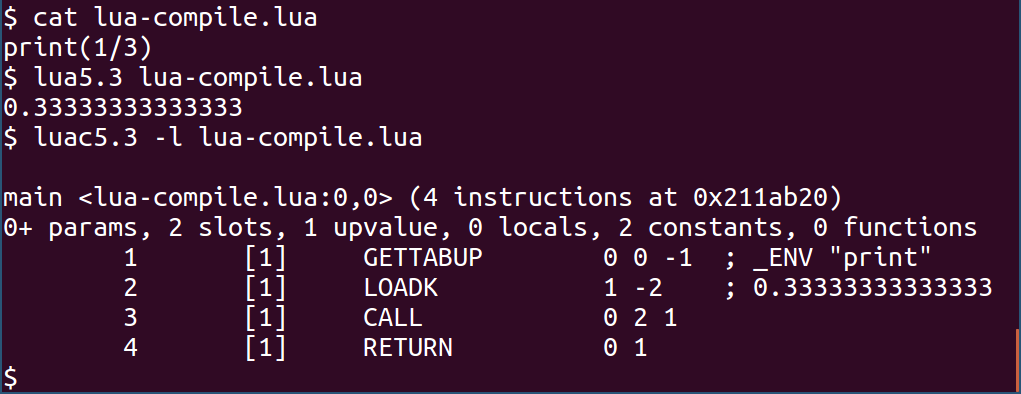 $ cat lua-compile.lua
print(1/3)
$ lua5.3 lua-compile.lua
0.33333333333333
$ luac5.3 -l lua-compile.lua

main <lua-compile.lua:0,0> (4 instructions at 0x211ab20)
0+ params, 2 slots, 1 upvalue, 0 locals, 2 constants, 0 functions
        1       [1]     GETTABUP        0 0 -1  ; _ENV "print"
        2       [1]     LOADK           1 -2    ; 0.33333333333333
        3       [1]     CALL            0 2 1
        4       [1]     RETURN          0 1
$